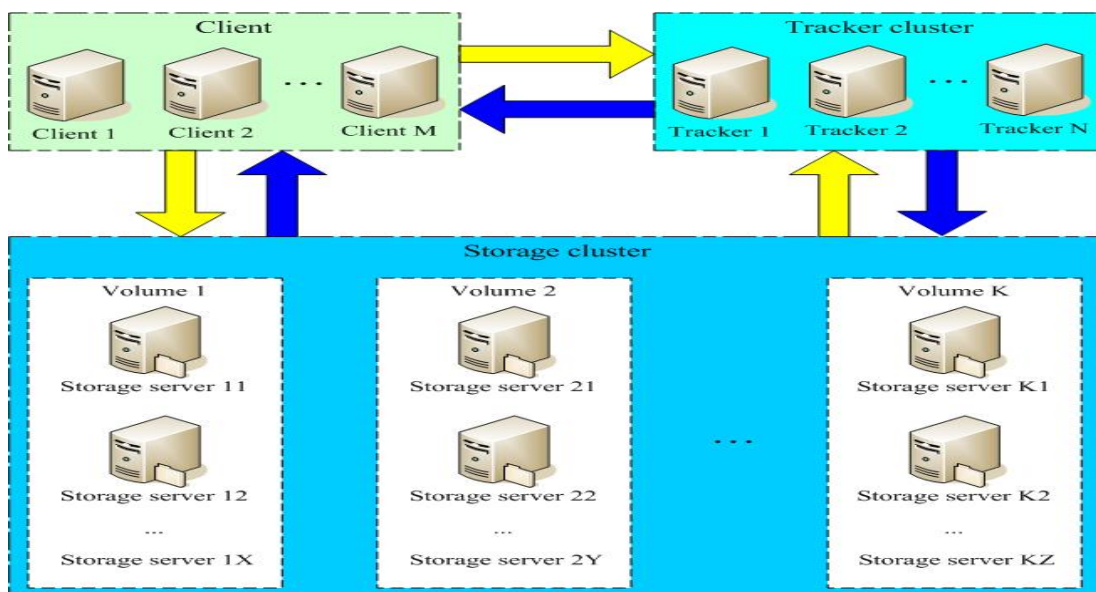 Client
Tracker cluster
...
...
Client 1
Client 2
Client M
Tracker 1
Tracker 2
Tracker N
Storage cluster
Volume 1
Volume 2
Volume K
Storage server 11
Storage server 21
Storage server K1
...
Storage server 12
Storage server 22
Storage server K2
...
...
...
Storage server 1X
Storage server 2Y
Storage server KZ